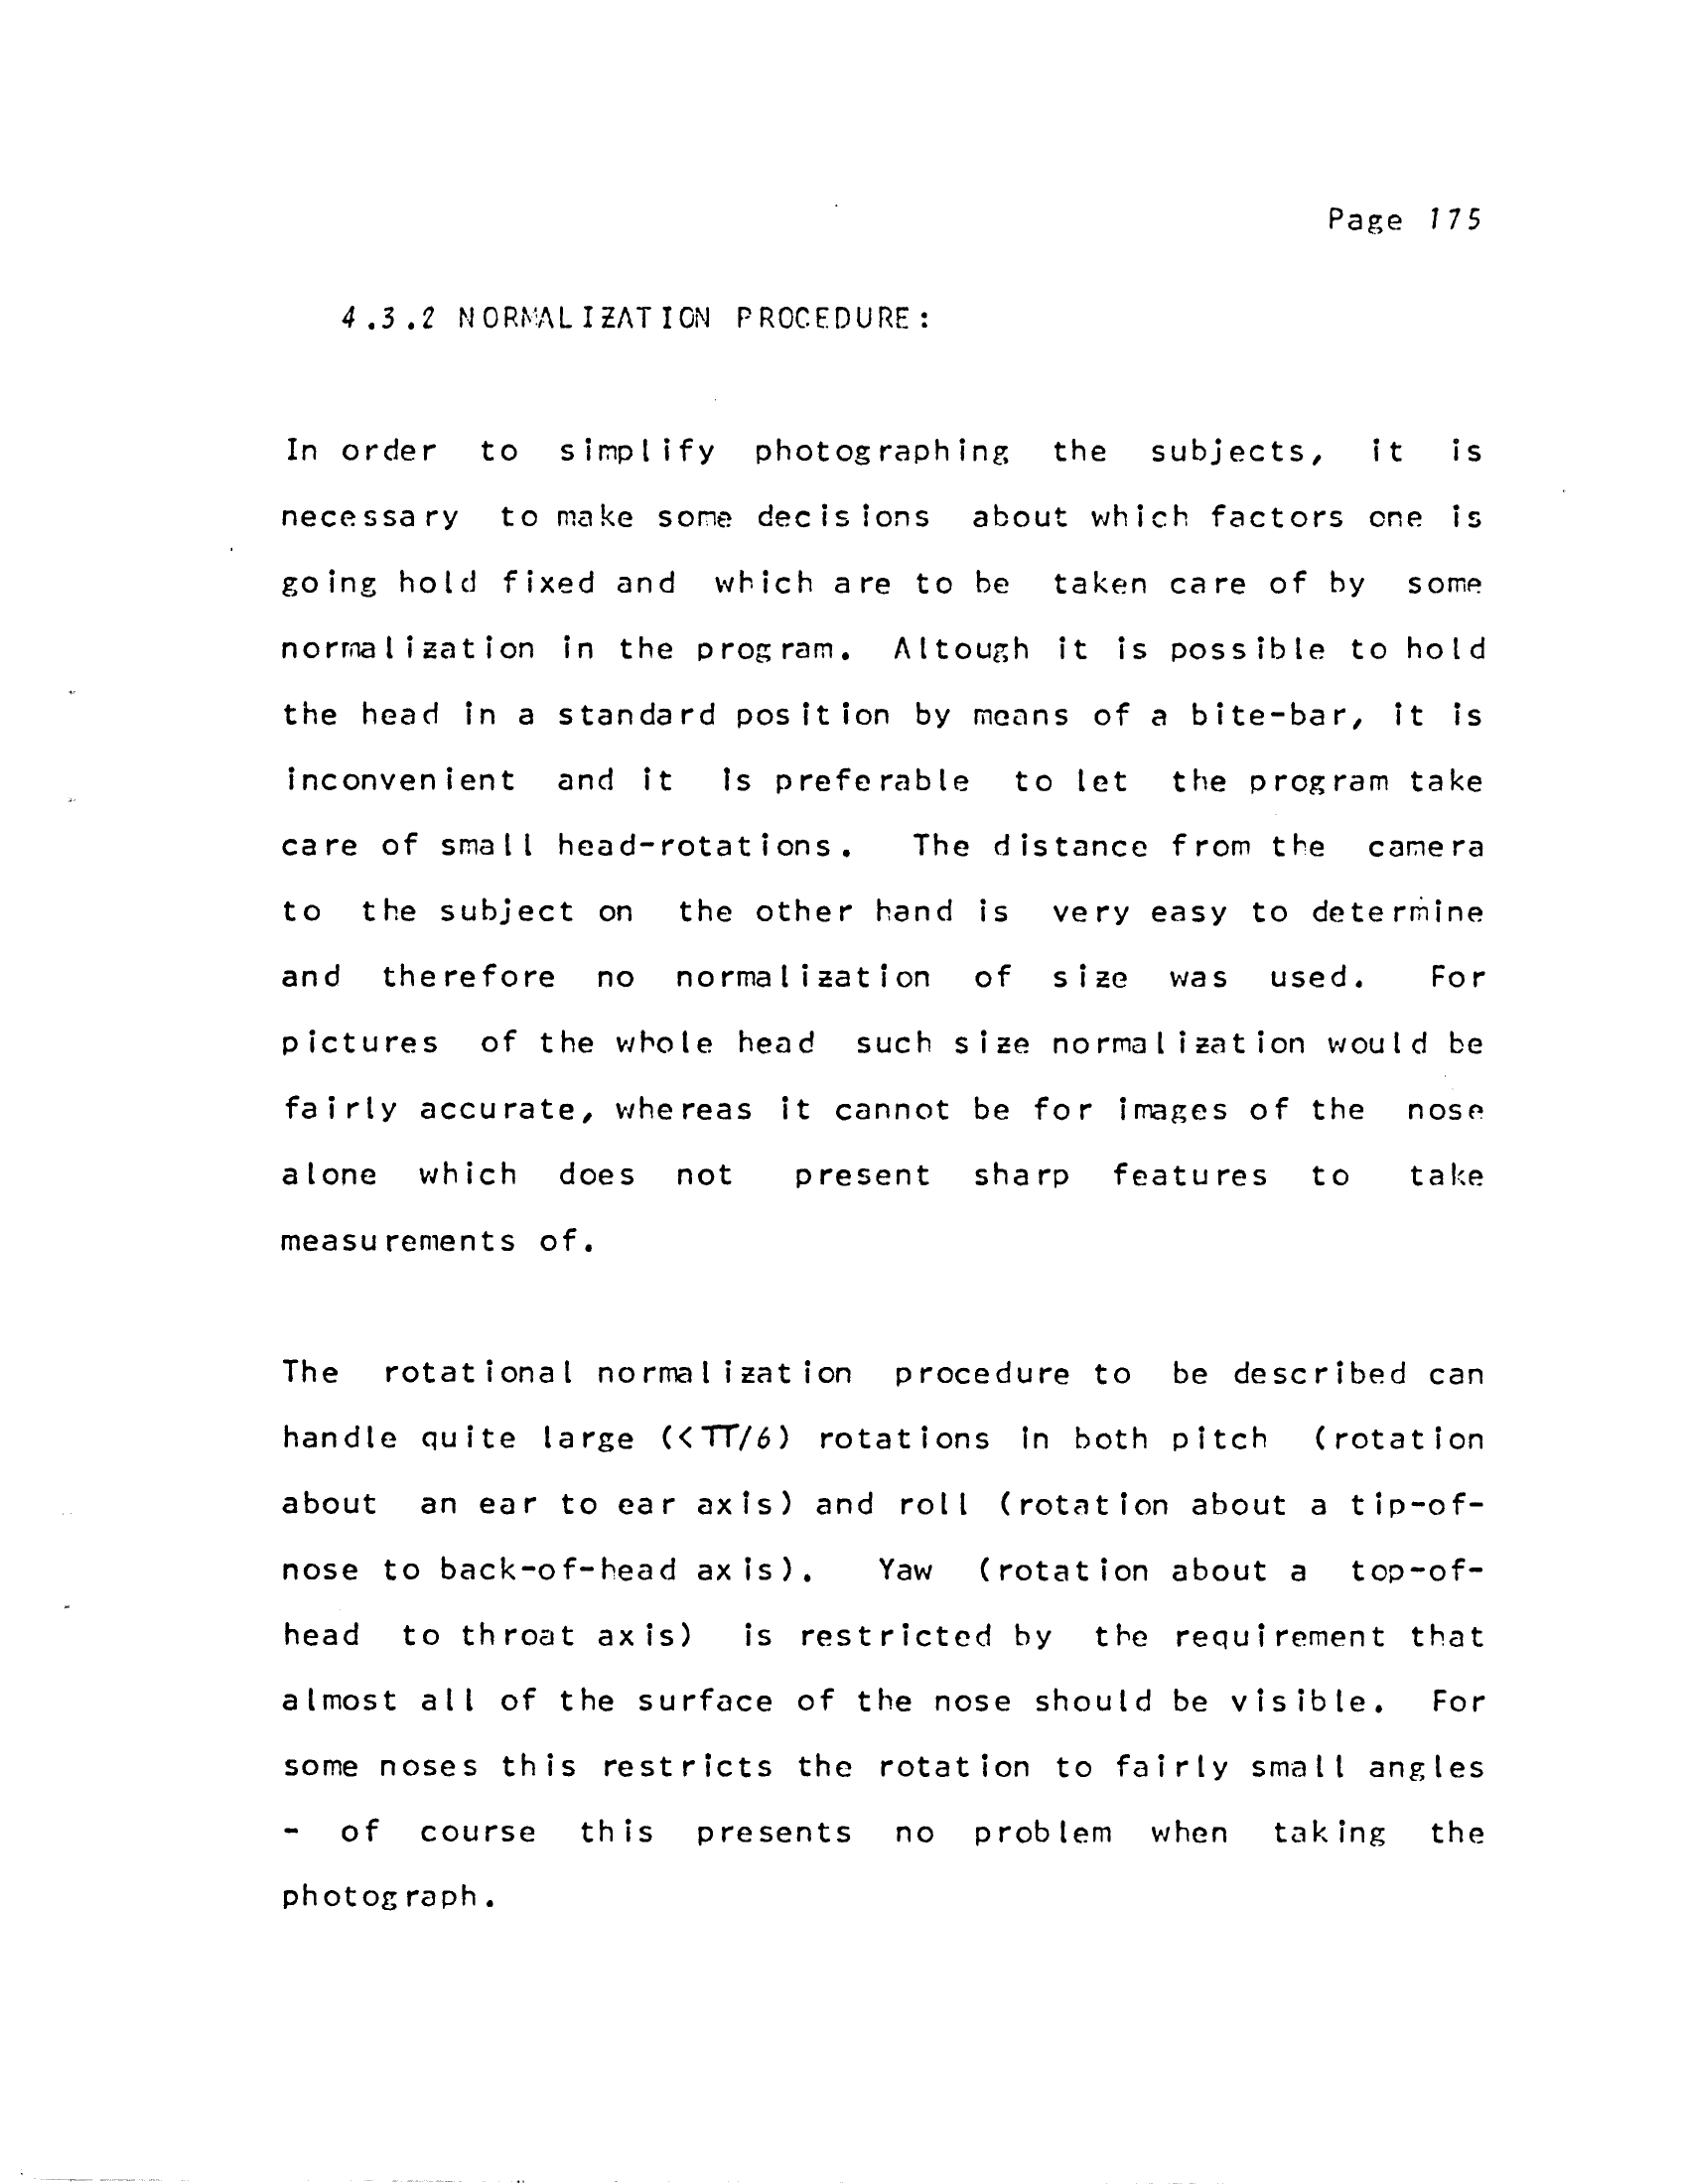 Page 175
4.3.2 NORMALIZATION PROCEDURE:
In order to simplify photographing the subjects, it is
necessary to make some decisions about which factors one is
going hold fixed and which are to be taken care of by some
normalization in the program. Altough it is possible to hold
the head in a standard position by means of a bite-bar, it is
inconvenient and it is preferable to let the program take
care of small head-rotations. The distance from the camera
to the subject on the other hand is very easy to determine
and therefore no normalization of size was used. For
pictures of the whole head such size normalization would be
fairly accurate, whereas it cannot be for images of the nose
alone which does not present sharp features to take
measurements of.
The rotational normalization procedure to be described can
handle quite large (<π/6) rotations in both pitch (rotation
about an ear to ear axis) and roll (rotation about a tip-of-
nose to back-of-head axis). Yaw (rotation about a top-of-
head to throat axis) is restricted by the requirement that
almost all of the surface of the nose should be visible. For
some noses this restricts the rotation to fairly small angles
- of course this presents no problem when taking the
photograph.